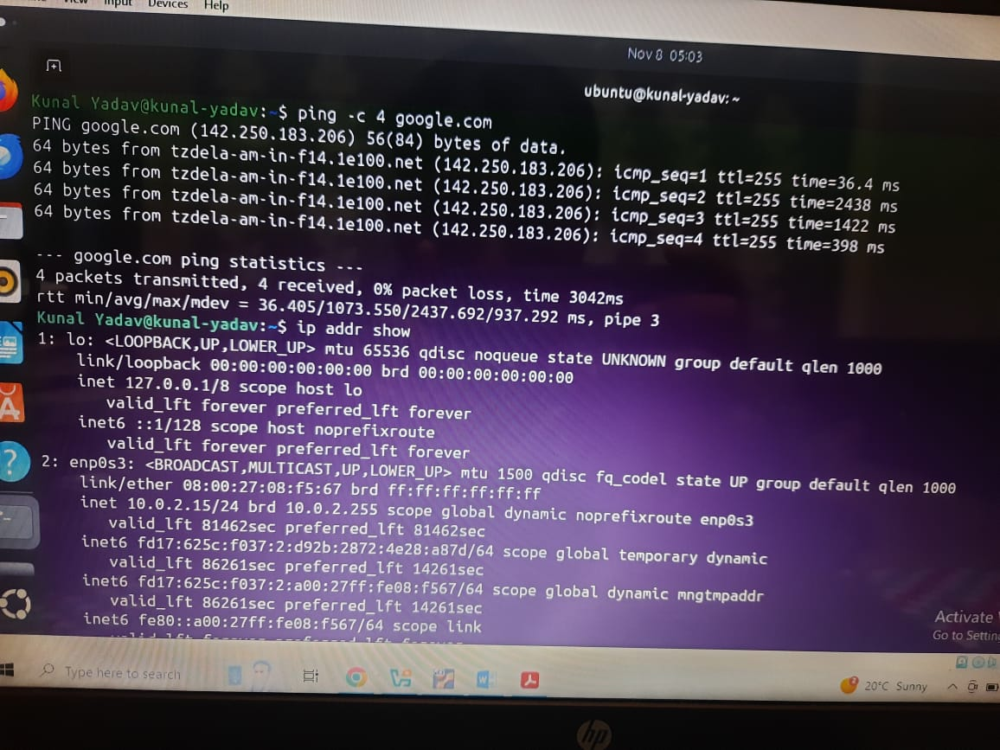 View Input Devices Help
Nov 8 05:03
ubuntu@kunal-yadav: ~
Kunal Yadav@kunal-yadav:~$ ping -c 4 google.com
PING google.com (142.250.183.206) 56(84) bytes of data.
64 bytes from tzdela-am-in-f14.1e100.net (142.250.183.206): icmp_seq=1 ttl=255 time=36.4 ms
64 bytes from tzdela-am-in-f14.1e100.net (142.250.183.206): icmp_seq=2 ttl=255 time=2438 ms
64 bytes from tzdela-am-in-f14.1e100.net (142.250.183.206): icmp_seq=3 ttl=255 time=1422 ms
64 bytes from tzdela-am-in-f14.1e100.net (142.250.183.206): icmp_seq=4 ttl=255 time=398 ms
--- google.com ping statistics ---
4 packets transmitted, 4 received, 0% packet loss, time 3042ms
rtt min/avg/max/mdev = 36.405/1073.550/2437.692/937.292 ms, pipe 3
Kunal Yadav@kunal-yadav:~$ ip addr show
1: lo: <LOOPBACK,UP,LOWER_UP> mtu 65536 qdisc noqueue state UNKNOWN group default qlen 1000
link/loopback 00:00:00:00:00:00 brd 00:00:00:00:00:00
inet 127.0.0.1/8 scope host lo
valid_lft forever preferred_lft forever
inet6 ::1/128 scope host noprefixroute
valid_lft forever preferred_lft forever
2: enp0s3: <BROADCAST,MULTICAST,UP,LOWER_UP> mtu 1500 qdisc fq_codel state UP group default qlen 1000
link/ether 08:00:27:08:f5:67 brd ff:ff:ff:ff:ff:ff
inet 10.0.2.15/24 brd 10.0.2.255 scope global dynamic noprefixroute enp0s3
valid_lft 81462sec preferred_lft 81462sec
inet6 fd17:625c:f037:2:d92b:2872:4e28:a87d/64 scope global temporary dynamic
valid_lft 86261sec preferred_lft 14261sec
inet6 fd17:625c:f037:2:a00:27ff:fe08:f567/64 scope global dynamic mngtmpaddr
valid_lft 86261sec preferred_lft 14261sec
inet6 fe80::a00:27ff:fe08:f567/64 scope link
valid_lft forever preferred_lft forever
Activate
Go to Settin
Type here to search
2
20°C Sunny
hp